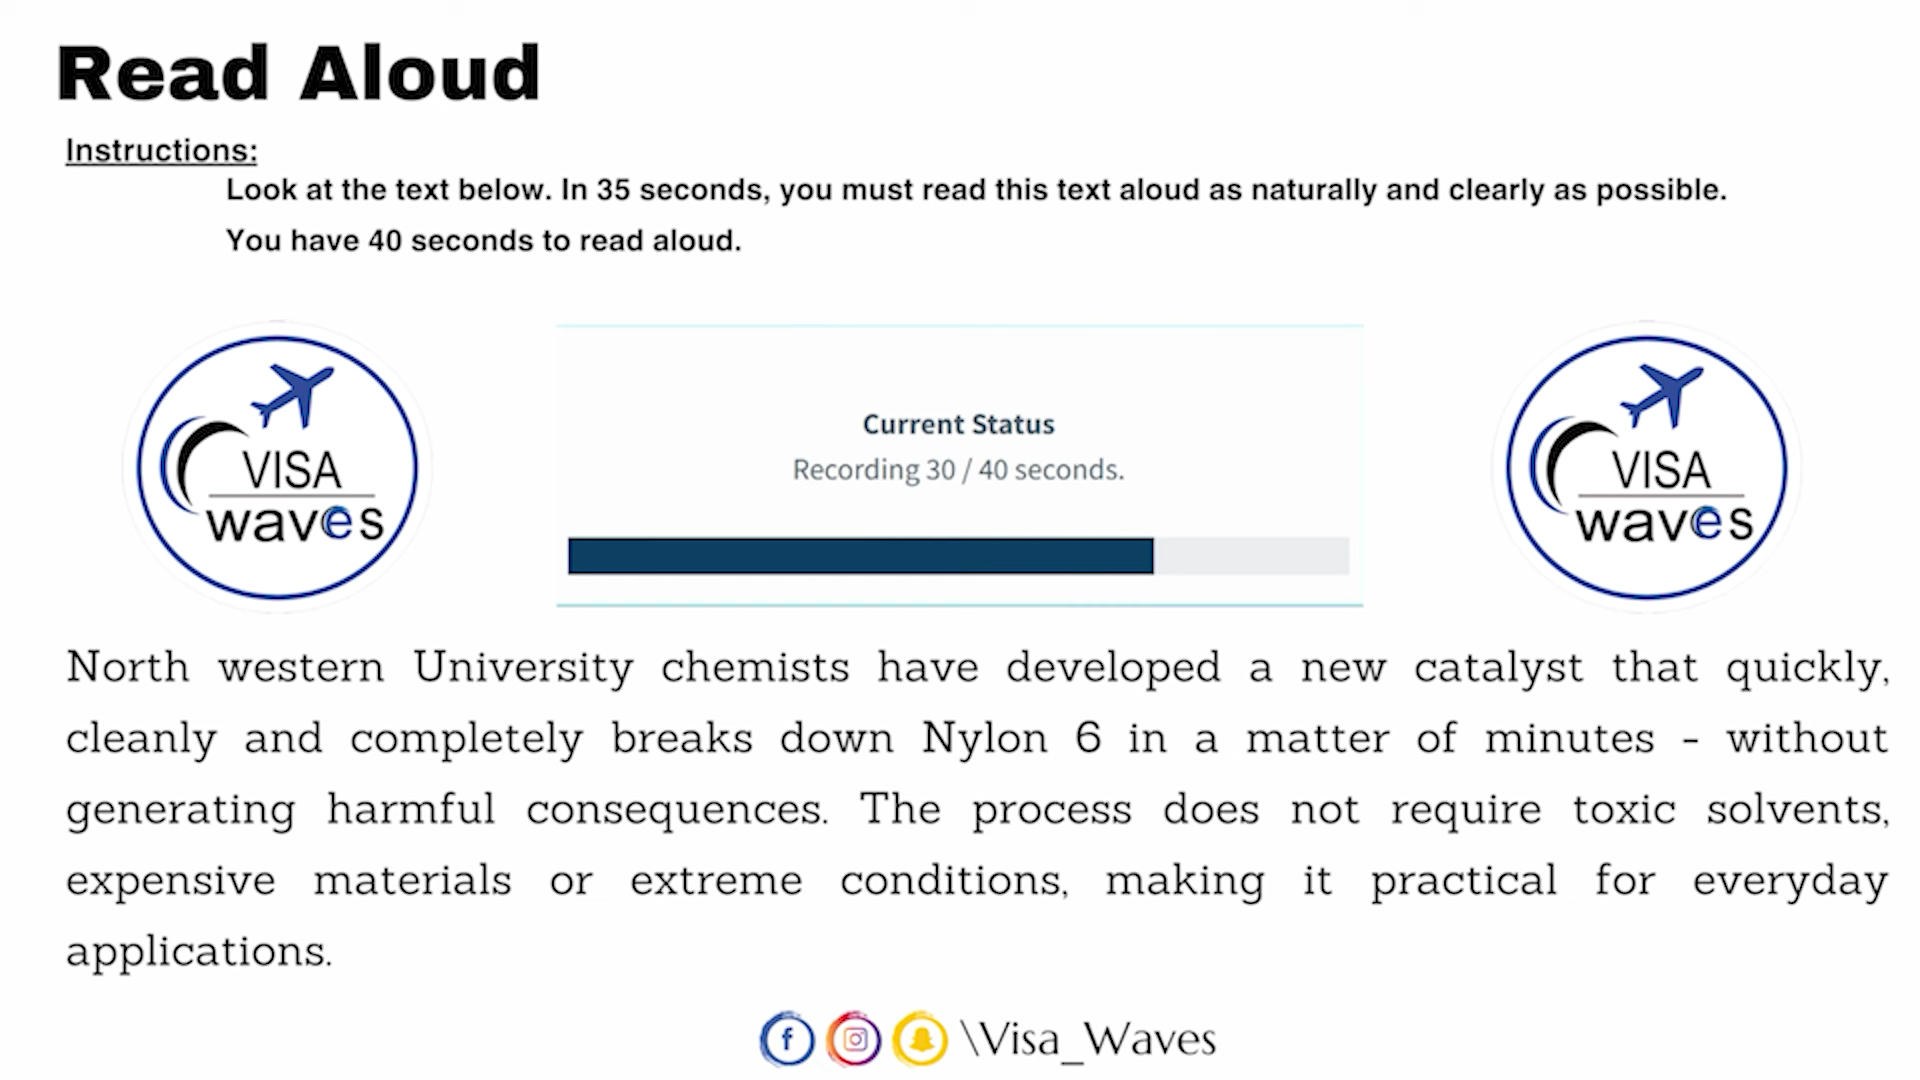 Read Aloud
Instructions:
Look at the text below. In 35 seconds, you must read this text aloud as naturally and clearly as possible.
You have 40 seconds to read aloud.
VISA
waves
Current Status
Recording 30 / 40 seconds.
VISA
waves
North western University chemists have developed a new catalyst that quickly,
cleanly and completely breaks down Nylon 6 in a matter of minutes - without
generating harmful consequences. The process does not require toxic solvents,
expensive materials or extreme conditions, making it practical for everyday
applications.
\Visa_Waves